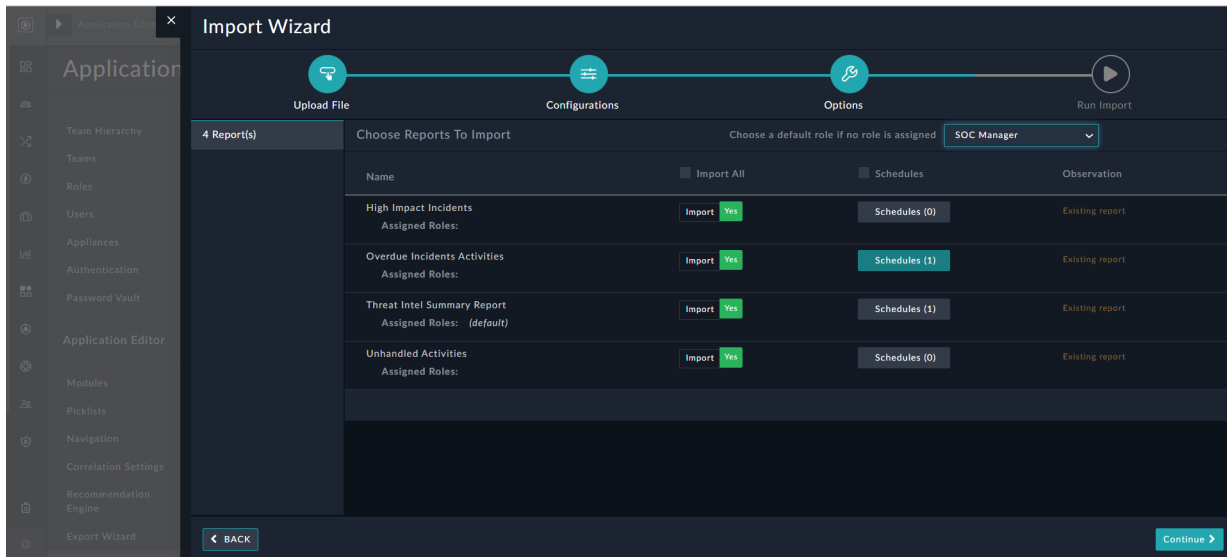 Application Edito
×
Import Wizard
Application
Upload File
Configurations
Options
Run Import
Team Hierarchy
Teams
Roles
Users
Appliances
Authentication
Password Vault
Application Editor
Modules
Picklists
Navigation
Correlation Settings
Recommendation
Engine
Export Wizard
4 Report(s)
Choose Reports To Import
Choose a default role if no role is assigned
SOC Manager
Name
Import All
Schedules
Observation
High Impact Incidents
Import Yes
Schedules (0)
Existing report
Assigned Roles:
Overdue Incidents Activities
Import Yes
Schedules (1)
Existing report
Assigned Roles:
Threat Intel Summary Report
Import Yes
Schedules (1)
Existing report
Assigned Roles: (default)
Unhandled Activities
Import Yes
Schedules (0)
Existing report
Assigned Roles:
BACK
Continue